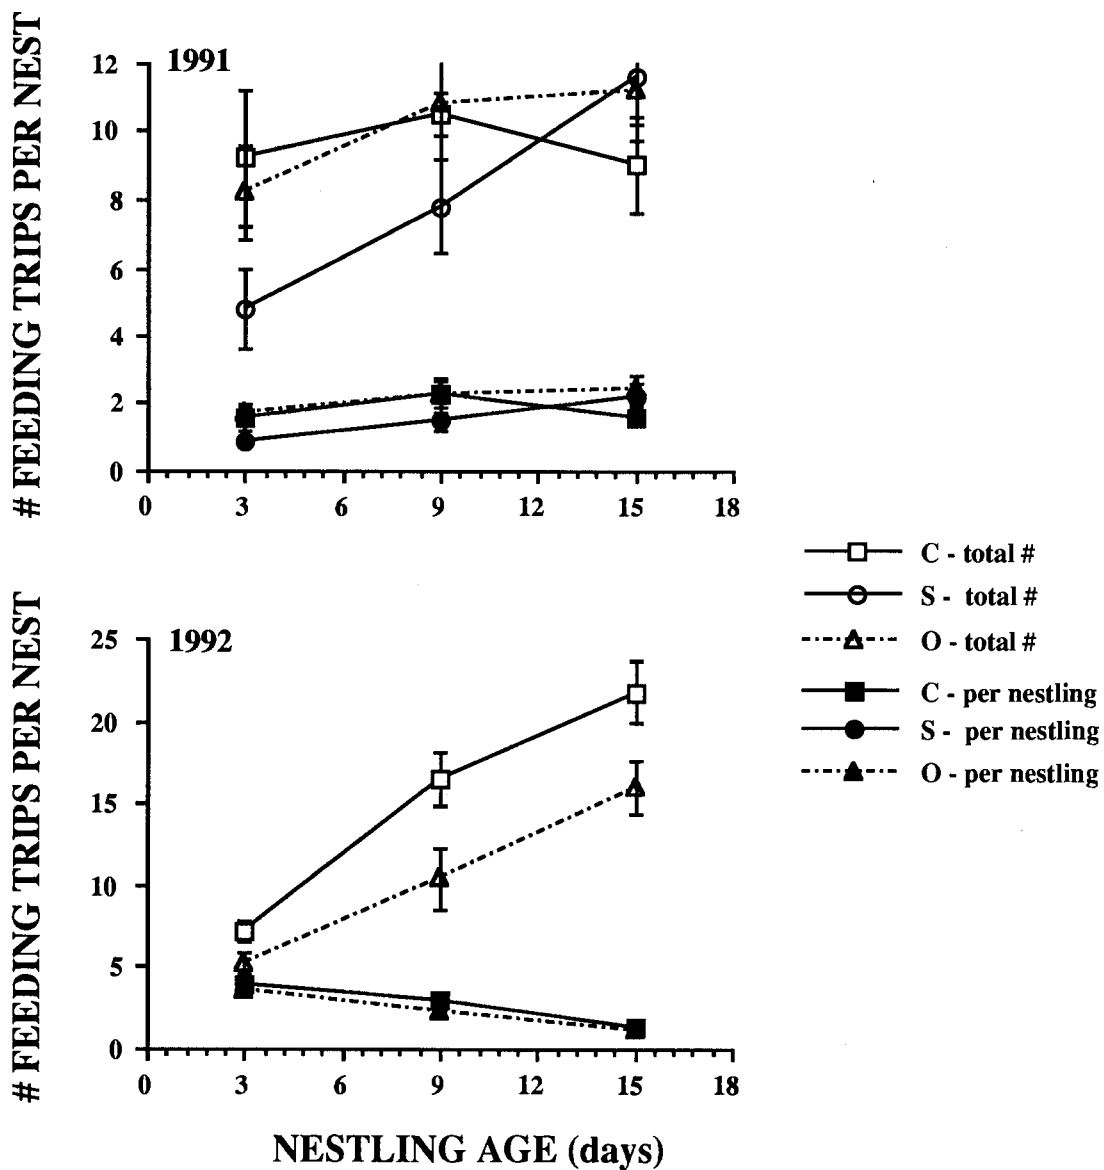 # FEEDING TRIPS PER NEST
1991
12
10
8
6
4
2
0
0 3 6 9 12 15 18
C - total #
S - total #
O - total #
C - per nestling
S - per nestling
O - per nestling
# FEEDING TRIPS PER NEST
1992
25
20
15
10
5
0
0 3 6 9 12 15 18
NESTLING AGE (days)